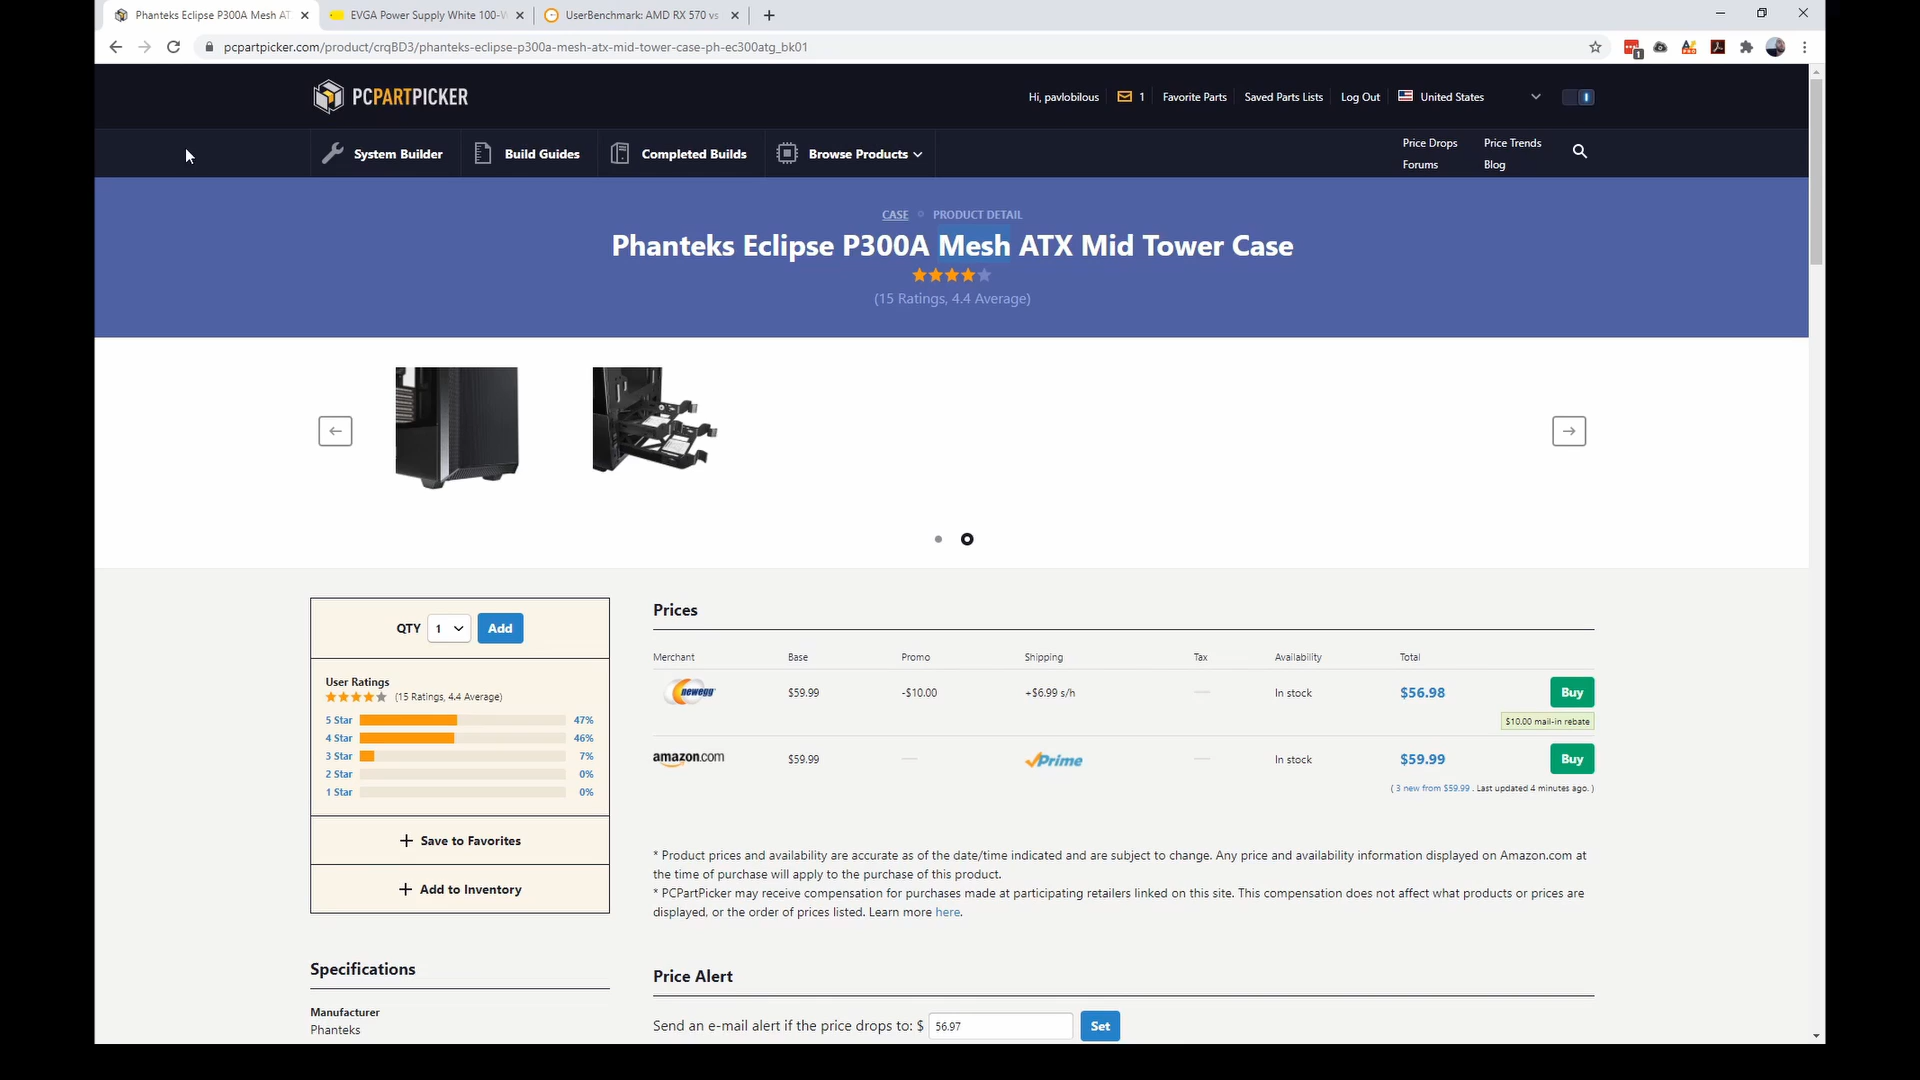 Phanteks Eclipse P300A Mesh AT
EVGA Power Supply White 100-W
UserBenchmark: AMD RX 570 vs
pcpartpicker.com/product/crqBD3/phanteks-eclipse-p300a-mesh-atx-mid-tower-case-ph-ec300atg_bk01
1
PCPARTPICKER
Hi, pavlobilous
1
Favorite Parts
Saved Parts Lists
Log Out
United States
System Builder
Build Guides
Completed Builds
Browse Products
Price Drops
Price Trends
Forums
Blog
CASE
PRODUCT DETAIL
Phanteks Eclipse P300A Mesh ATX Mid Tower Case
(15 Ratings, 4.4 Average)
QTY 1 Add
User Ratings
(15 Ratings, 4.4 Average)
5 Star 47%
4 Star 46%
3 Star 7%
2 Star 0%
1 Star 0%
+ Save to Favorites
+ Add to Inventory
Specifications
Manufacturer
Phanteks
Prices
Merchant Base Promo Shipping Tax Availability Total
newegg $59.99 -$10.00 +$6.99 s/h — In stock $56.98 Buy
$10.00 mail-in rebate
amazon.com $59.99 — Prime — In stock $59.99 Buy
( 3 new from $59.99 . Last updated 4 minutes ago. )
* Product prices and availability are accurate as of the date/time indicated and are subject to change. Any price and availability information displayed on Amazon.com at
the time of purchase will apply to the purchase of this product.
* PCPartPicker may receive compensation for purchases made at participating retailers linked on this site. This compensation does not affect what products or prices are
displayed, or the order of prices listed. Learn more here.
Price Alert
Send an e-mail alert if the price drops to: $ 56.97 Set